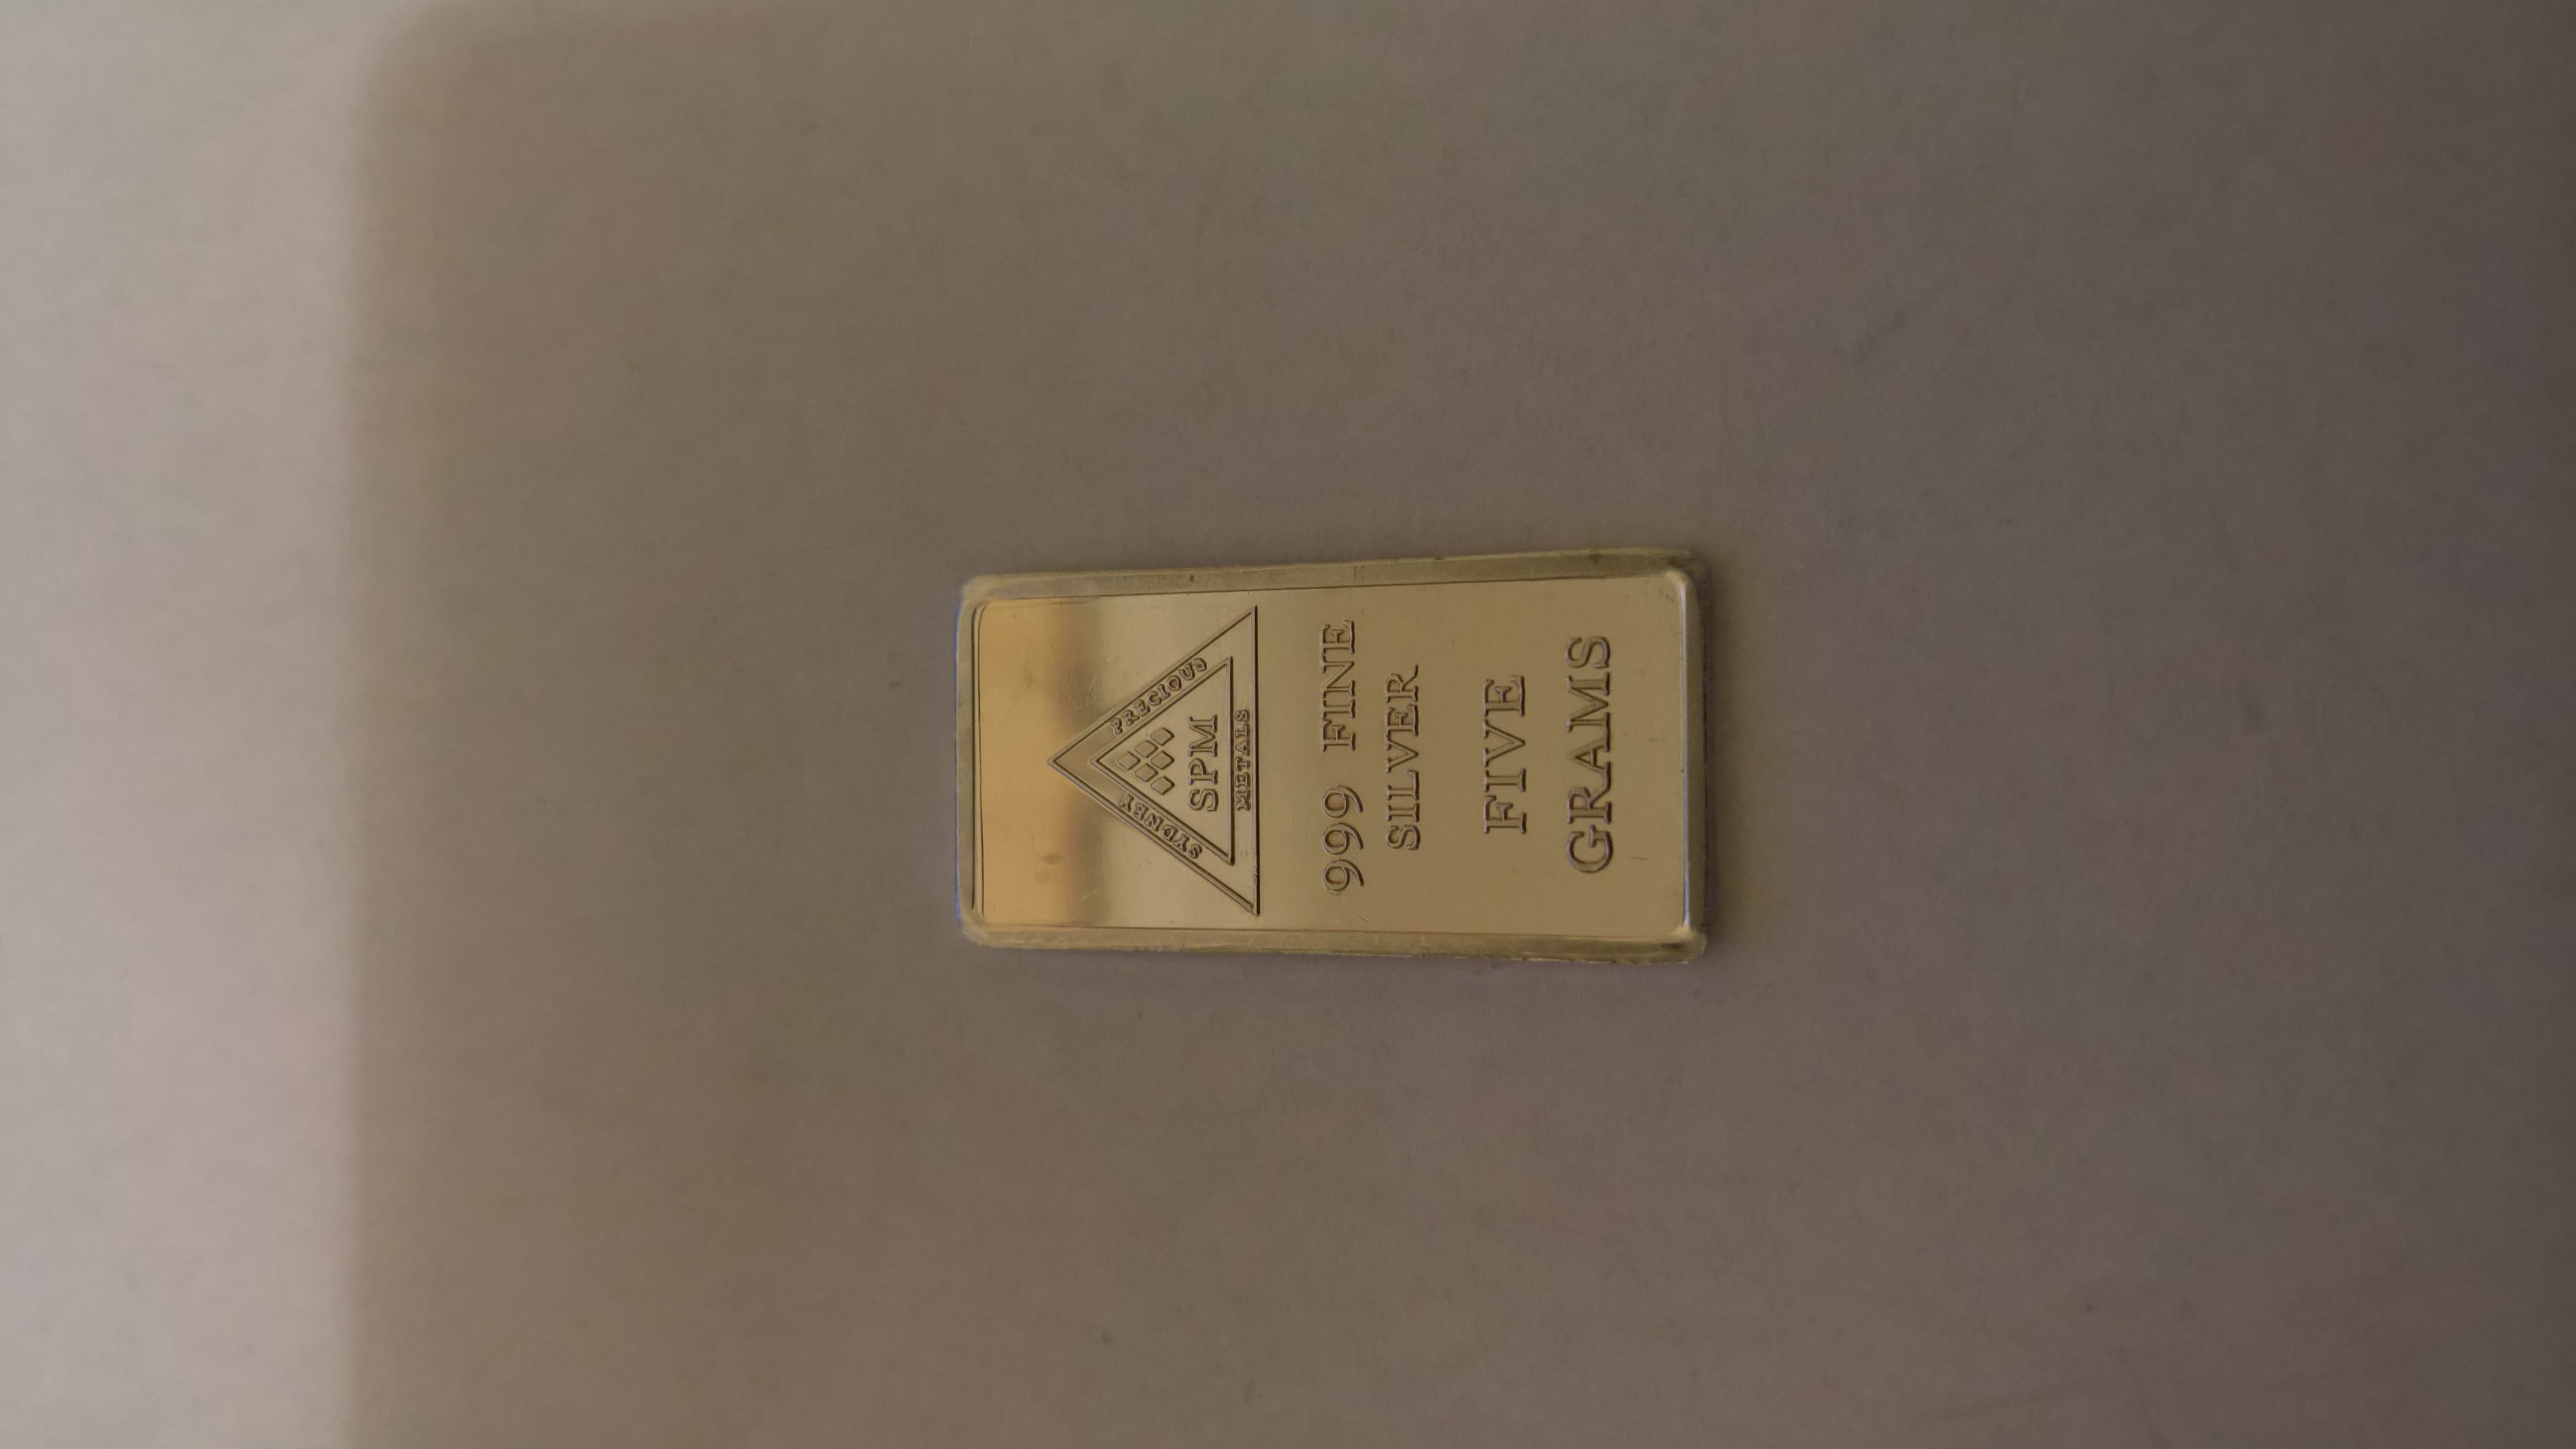 SYDNEY
PRECIOUS
SPM
METALS
999 FINE
SILVER
FIVE
GRAMS